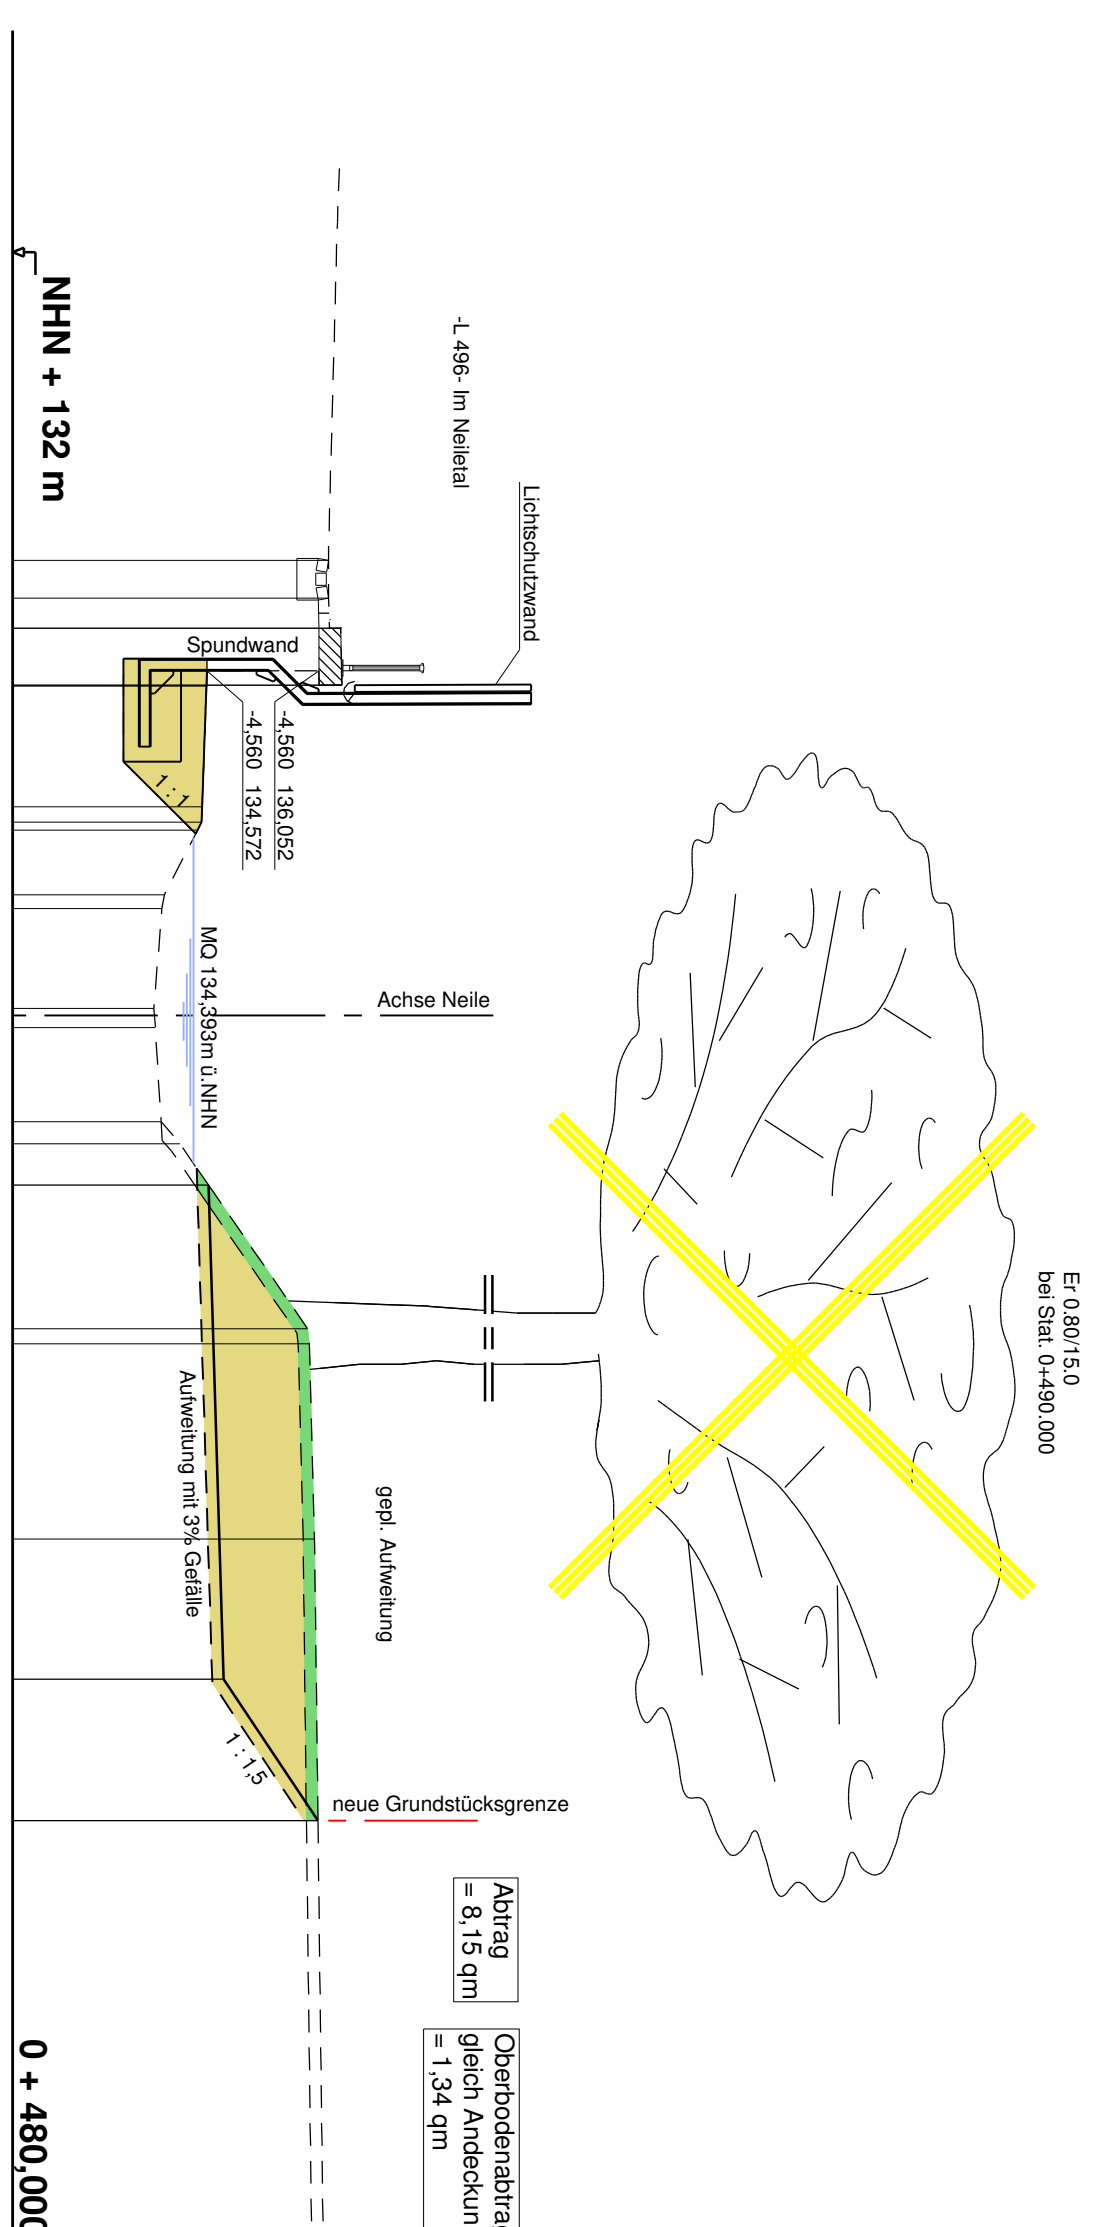 Er 0.80/15.0
bei Stat. 0+490.000
Lichtschutzwand
-L 496- Im Neiletal
Spundwand
-4,560 136,052
-4,560 134,572
1 : 1
Achse Neile
MQ 134,393m ü.NHN
gepl. Aufweitung
Aufweitung mit 3% Gefälle
1 : 1,5
neue Grundstücksgrenze
Abtrag
= 8,15 qm
Oberbodenabtra
gleich Andeckun
= 1,34 qm
NHN + 132 m
0 + 480,000